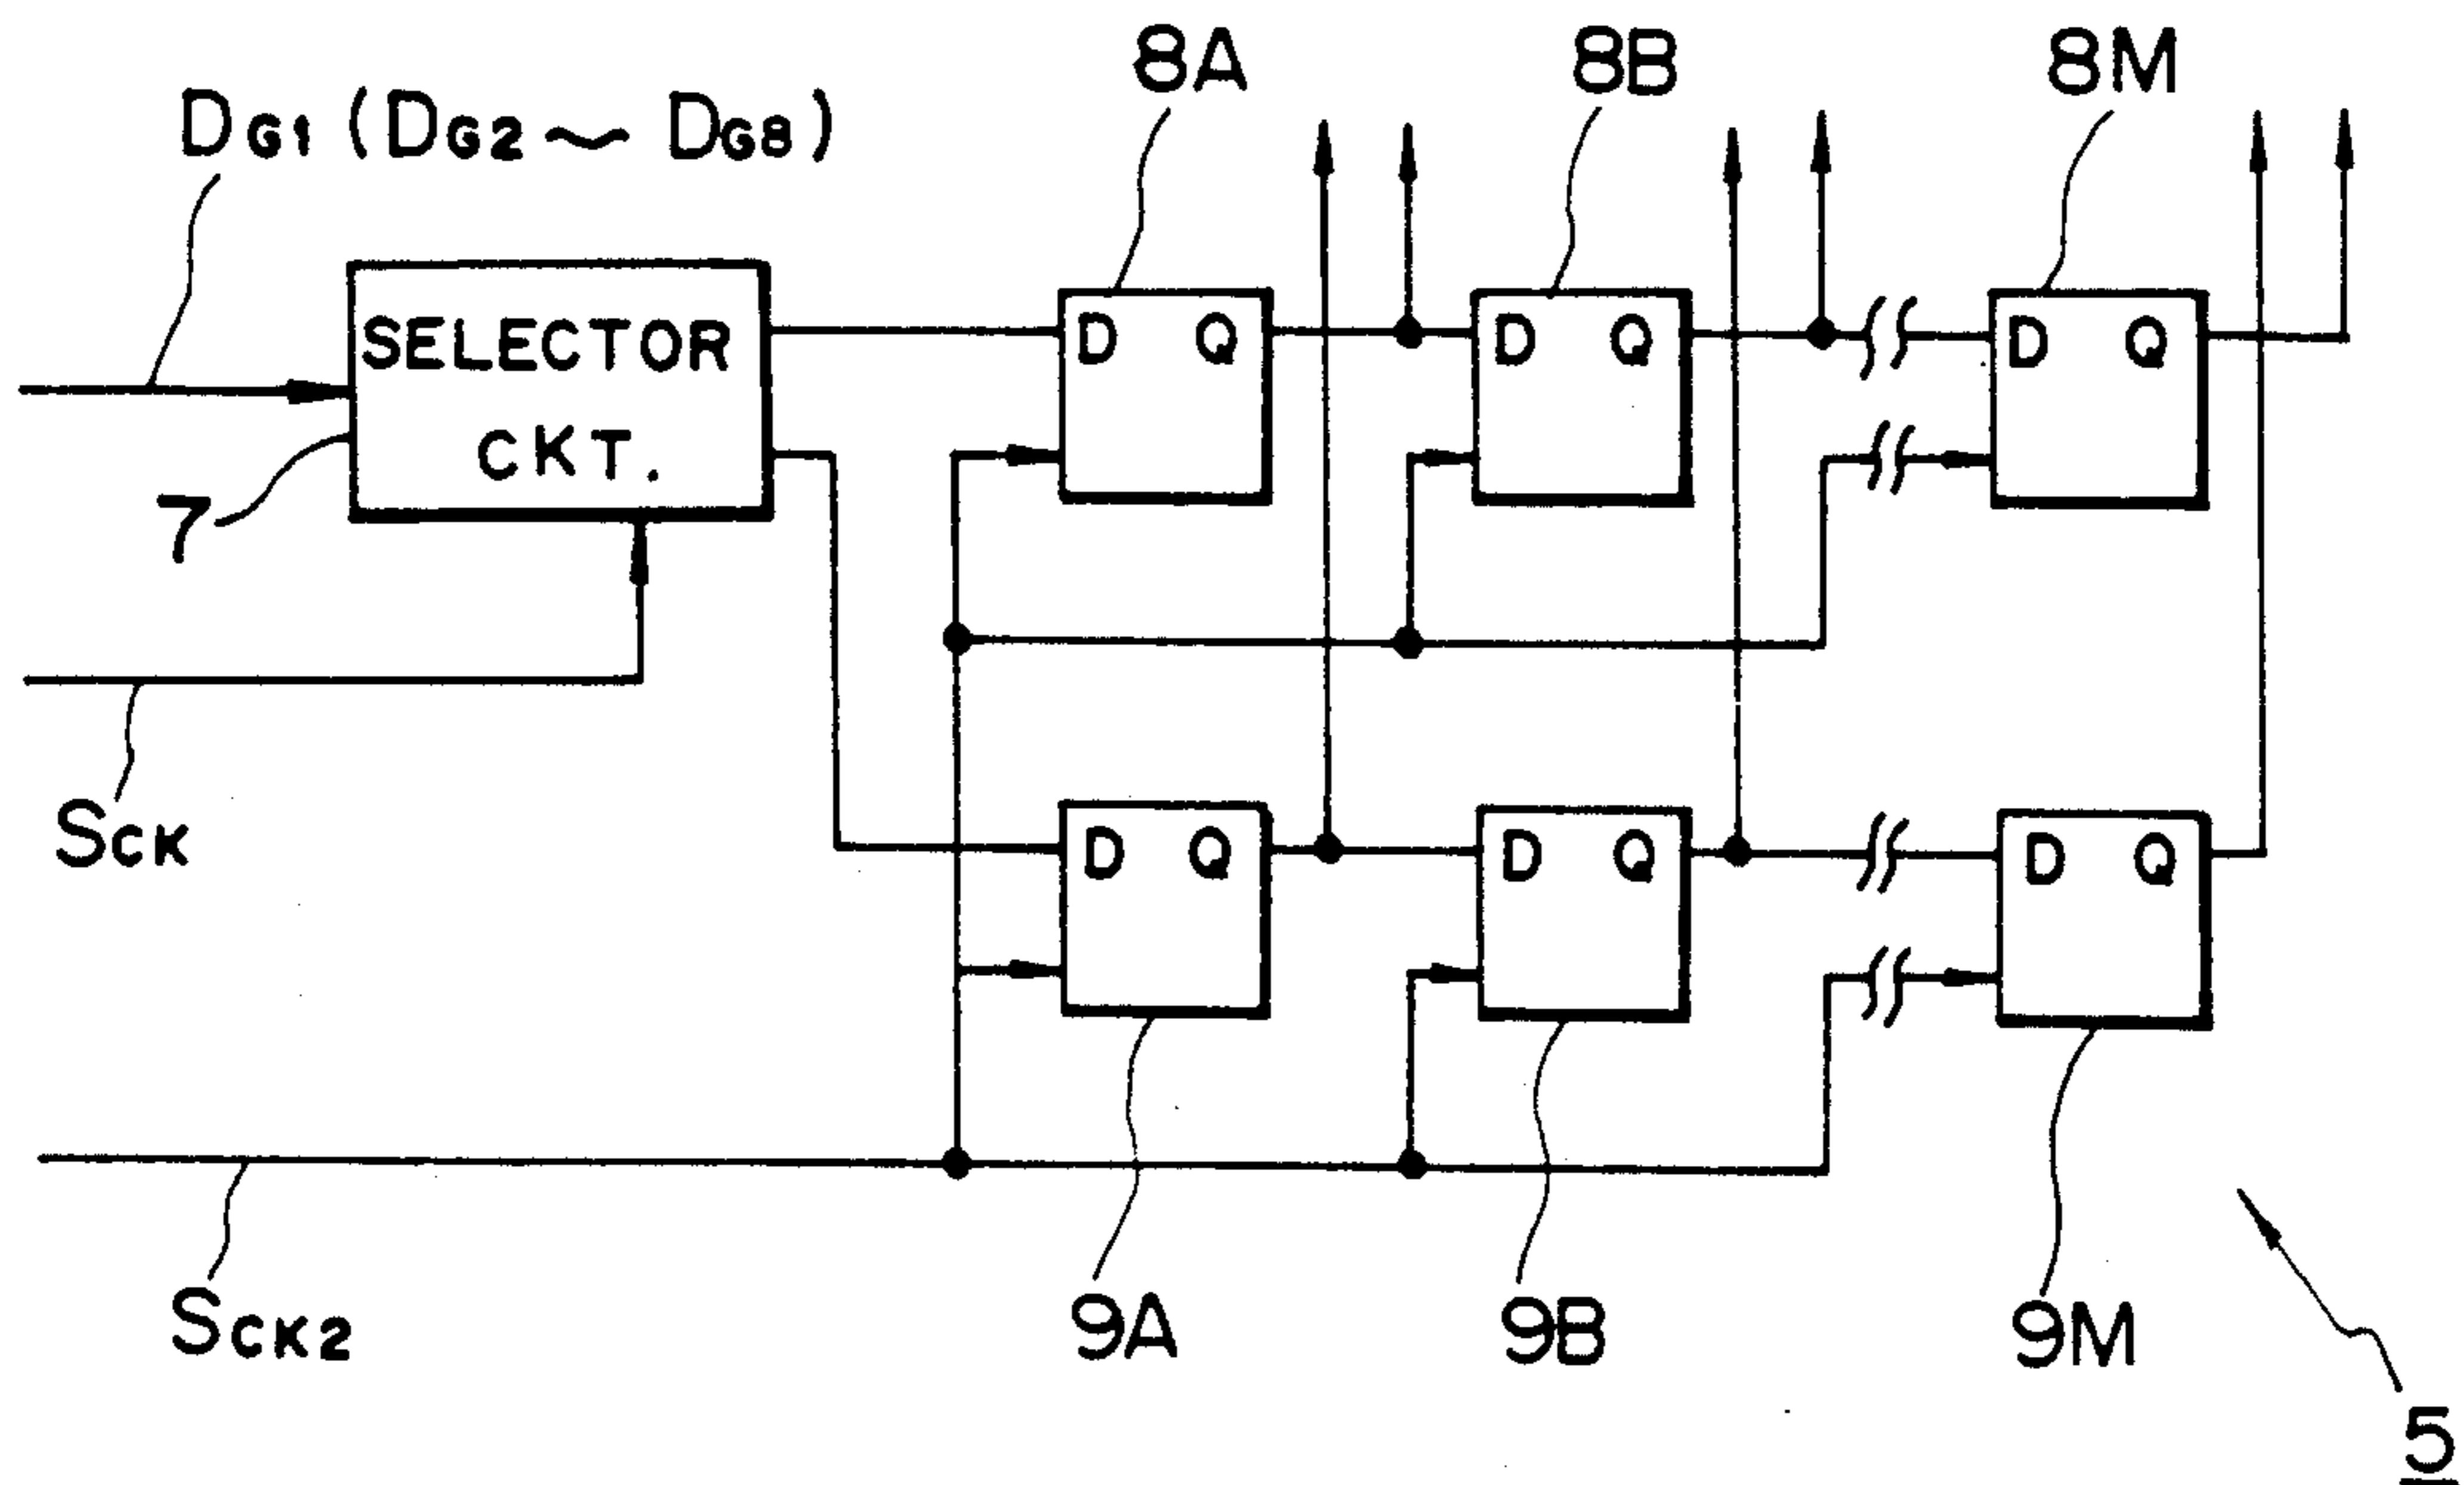 8A
8B
8M
DG1 (DG2 ~ DG8)
SELECTOR
CKT.
7
D Q
D Q
D Q
SCK
D Q
D Q
D Q
SCK2
9A
9B
9M
5